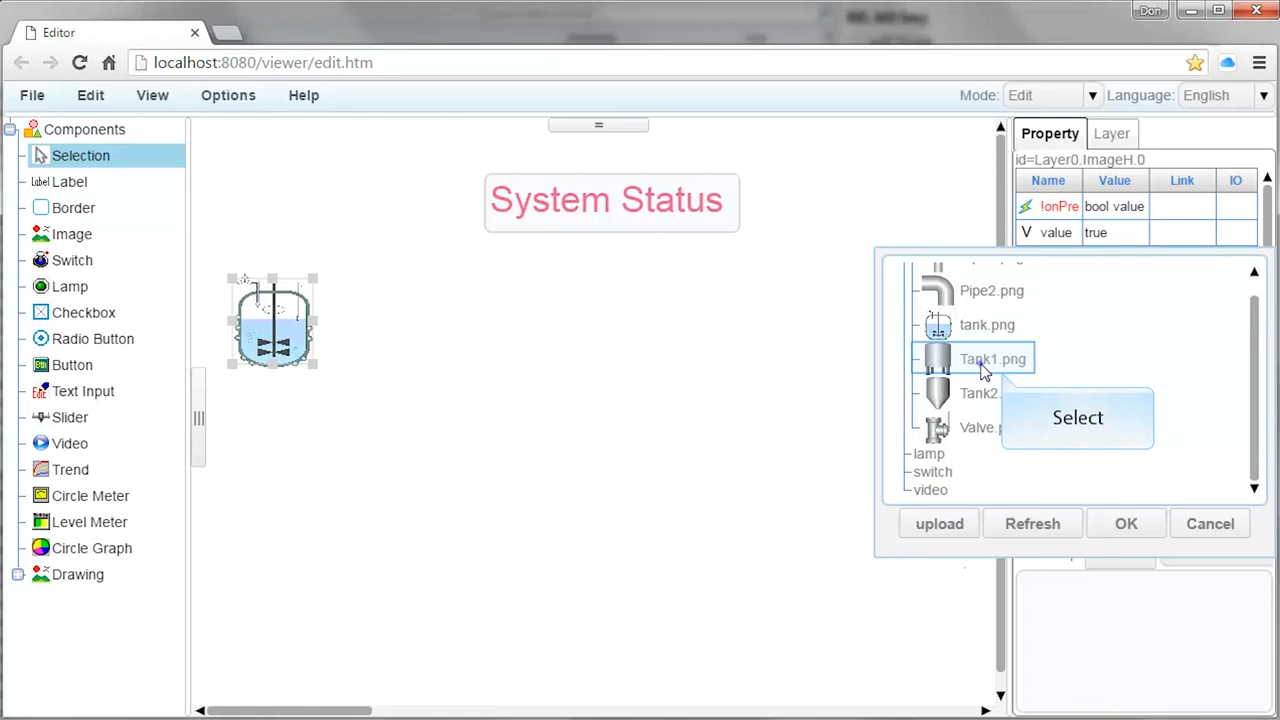 Don
Editor
localhost:8080/viewer/edit.htm
File Edit View Options Help
Mode: Edit Language: English
Components
Selection
Label Label
Border
Image
Switch
Lamp
Checkbox
Radio Button
Btn Button
Edit Text Input
Slider
Video
Trend
Circle Meter
Level Meter
Circle Graph
Drawing
System Status
Property Layer
id=Layer0.ImageH.0
Name Value Link IO
!onPre bool value
V value true
Pipe2.png
tank.png
Tank1.png
Tank2.
Valve.p
Select
lamp
switch
video
upload Refresh OK Cancel